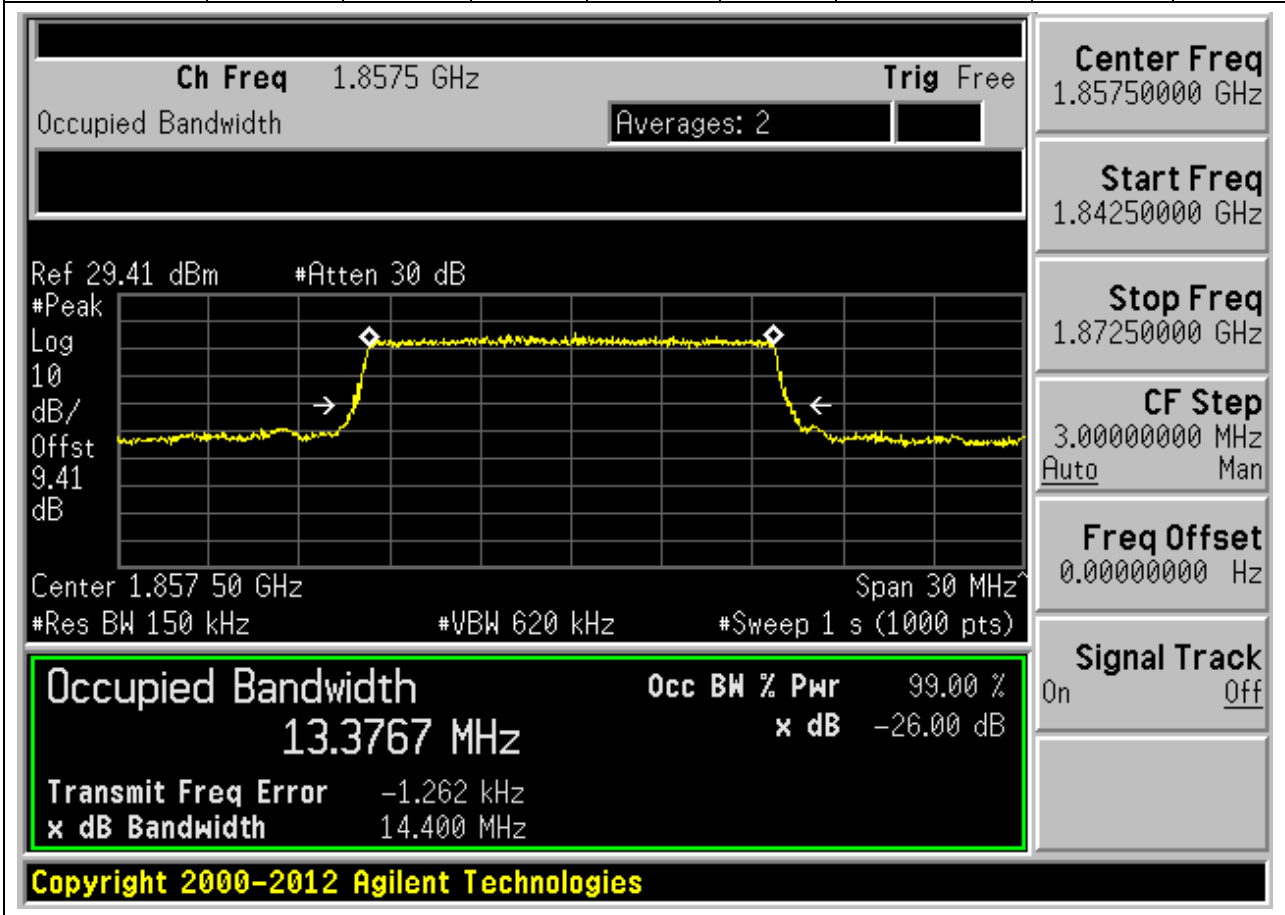 Ch Freq 1.8575 GHz Trig Free
Occupied Bandwidth Averages: 2
Ref 29.41 dBm #Atten 30 dB
#Peak
Log
10
dB/
Offst
9.41
dB
Center 1.857 50 GHz Span 30 MHz^
#Res BW 150 kHz #VBW 620 kHz #Sweep 1 s (1000 pts)
Occupied Bandwidth Occ BW % Pwr 99.00 %
13.3767 MHz x dB -26.00 dB
Transmit Freq Error -1.262 kHz
x dB Bandwidth 14.400 MHz
Copyright 2000-2012 Agilent Technologies
Center Freq
1.85750000 GHz
Start Freq
1.84250000 GHz
Stop Freq
1.87250000 GHz
CF Step
3.00000000 MHz
Auto Man
Freq Offset
0.00000000 Hz
Signal Track
On Off